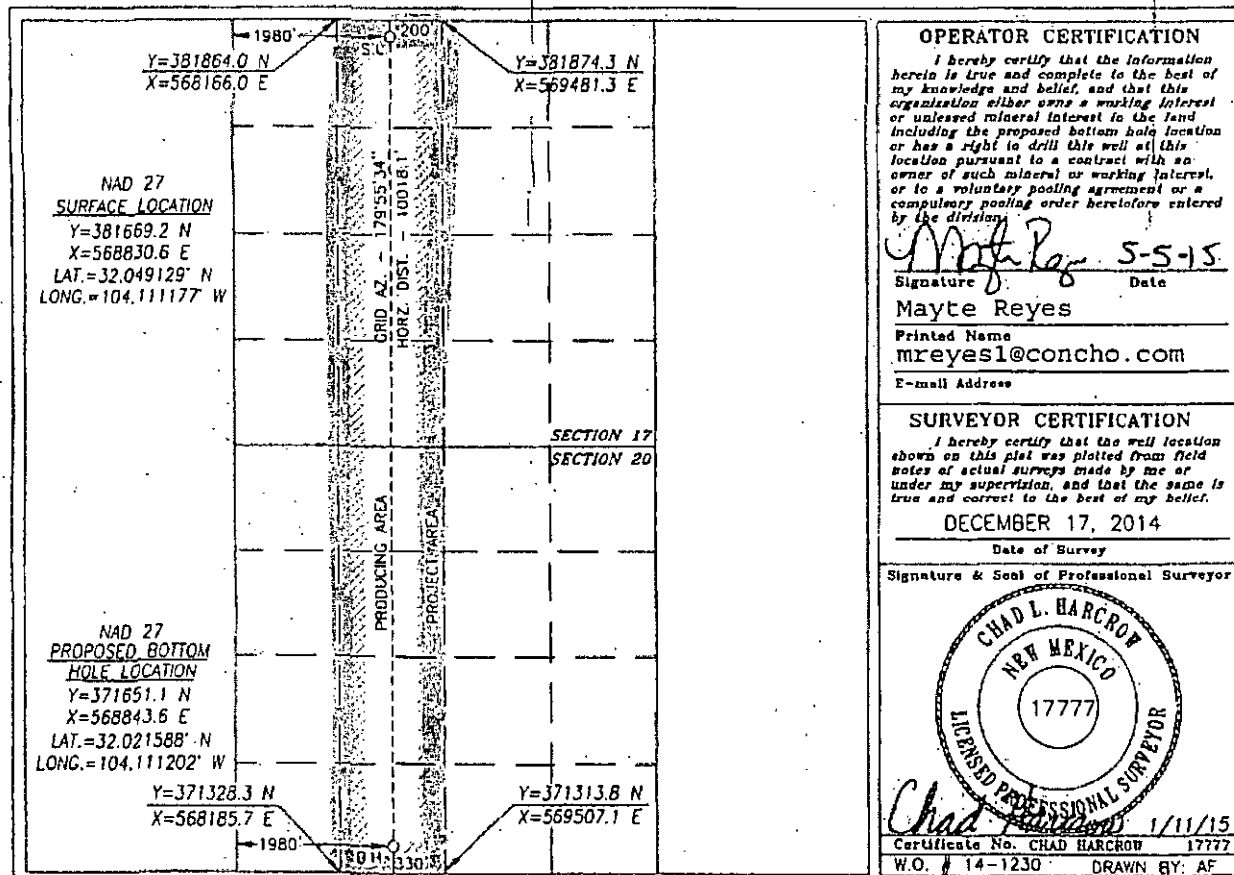 1980'
200'
S.L.
Y=381864.0 N
X=568166.0 E
Y=381874.3 N
X=569481.3 E
NAD 27
SURFACE LOCATION
Y=381669.2 N
X=568830.6 E
LAT.=32.049129° N
LONG.=104.111177° W
GRID AZ. - 179°55'34"
HORZ. DIST. - 10018.1'
SECTION 17
SECTION 20
PRODUCING AREA
PROJECT AREA
NAD 27
PROPOSED BOTTOM
HOLE LOCATION
Y=371651.1 N
X=568843.6 E
LAT.=32.021588° N
LONG.=104.111202° W
Y=371328.3 N
X=568185.7 E
Y=371313.8 N
X=569507.1 E
1980'
330'
OPERATOR CERTIFICATION
I hereby certify that the information
herein is true and complete to the best of
my knowledge and belief, and that this
organization either owns a working interest
or unleased mineral interest in the land
including the proposed bottom hole location
or has a right to drill this well at this
location pursuant to a contract with an
owner of such mineral or working interest,
or to a voluntary pooling agreement or a
compulsory pooling order heretofore entered
by the division.
5-5-15
Signature Date
Mayte Reyes
Printed Name
mreyes1@concho.com
E-mail Address
SURVEYOR CERTIFICATION
I hereby certify that the well location
shown on this plat was plotted from field
notes of actual surveys made by me or
under my supervision, and that the same is
true and correct to the best of my belief.
DECEMBER 17, 2014
Date of Survey
Signature & Seal of Professional Surveyor
CHAD L. HARCROW
NEW MEXICO
17777
LICENSED PROFESSIONAL SURVEYOR
Chad Harcrow 1/11/15
Certificate No. CHAD HARCROW 17777
W.O. # 14-1230 DRAWN BY: AF